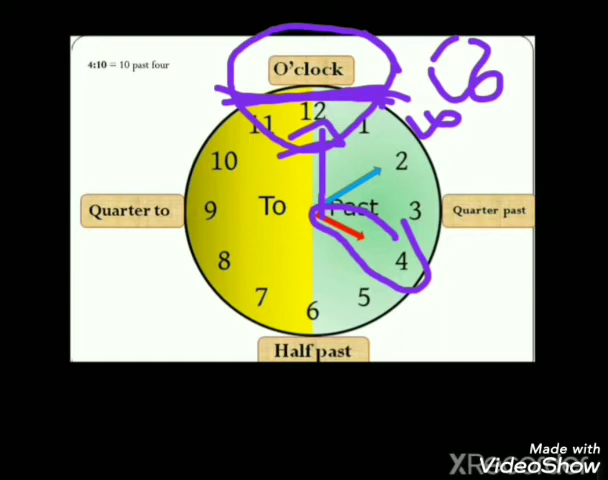 O'clock
4:10 = 10 past four
12
11
1
10
2
To
Past
Quarter to
9
3
Quarter past
8
4
7
5
6
Half past
Made with
XRecorder
VideoShow